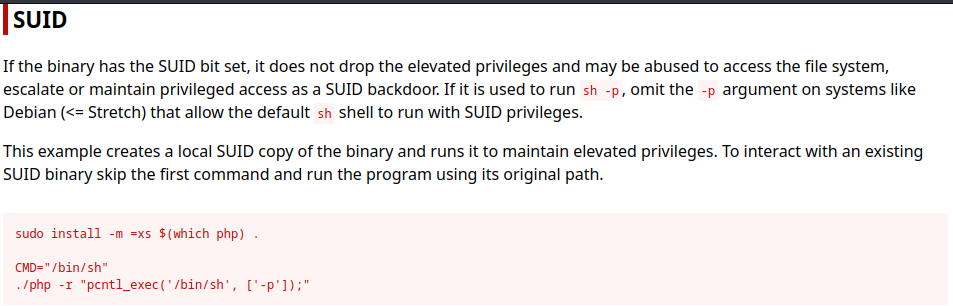 SUID
If the binary has the SUID bit set, it does not drop the elevated privileges and may be abused to access the file system,
escalate or maintain privileged access as a SUID backdoor. If it is used to run sh -p, omit the -p argument on systems like
Debian (<= Stretch) that allow the default sh shell to run with SUID privileges.
This example creates a local SUID copy of the binary and runs it to maintain elevated privileges. To interact with an existing
SUID binary skip the first command and run the program using its original path.
sudo install -m =xs $(which php) .
CMD="/bin/sh"
./php -r "pcntl_exec('/bin/sh', ['-p']);"